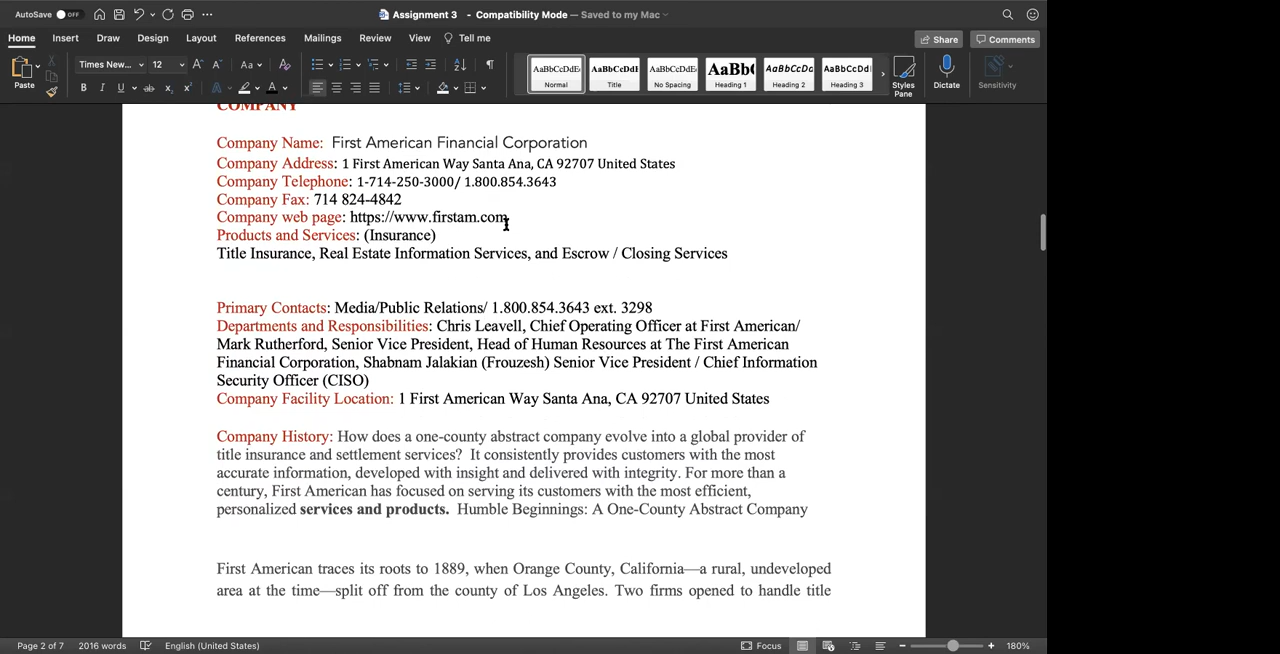 AutoSave OFF
Assignment 3 - Compatibility Mode — Saved to my Mac
Home Insert Draw Design Layout References Mailings Review View Tell me
Share Comments
Paste
Times New... 12 A A Aa A
B I U ab x x A A
AaBbCcDdE AaBbCcDdE AaBbCcDdE AaBb( AaBbCcDc AaBbCcDdI
Normal Title No Spacing Heading 1 Heading 2 Heading 3
Styles Pane
Dictate
Sensitivity
COMPANY
Company Name: First American Financial Corporation
Company Address: 1 First American Way Santa Ana, CA 92707 United States
Company Telephone: 1-714-250-3000/ 1.800.854.3643
Company Fax: 714 824-4842
Company web page: https://www.firstam.com
Products and Services: (Insurance)
Title Insurance, Real Estate Information Services, and Escrow / Closing Services
Primary Contacts: Media/Public Relations/ 1.800.854.3643 ext. 3298
Departments and Responsibilities: Chris Leavell, Chief Operating Officer at First American/
Mark Rutherford, Senior Vice President, Head of Human Resources at The First American
Financial Corporation, Shabnam Jalakian (Frouzesh) Senior Vice President / Chief Information
Security Officer (CISO)
Company Facility Location: 1 First American Way Santa Ana, CA 92707 United States
Company History: How does a one-county abstract company evolve into a global provider of
title insurance and settlement services?  It consistently provides customers with the most
accurate information, developed with insight and delivered with integrity. For more than a
century, First American has focused on serving its customers with the most efficient,
personalized services and products.  Humble Beginnings: A One-County Abstract Company
First American traces its roots to 1889, when Orange County, California—a rural, undeveloped
area at the time—split off from the county of Los Angeles. Two firms opened to handle title
Page 2 of 7 2016 words English (United States) Focus 180%